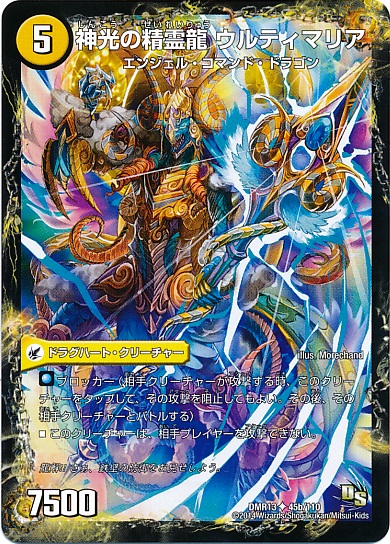 5
しんこう せいれいりゅう
神光の精霊龍 ウルティマリア
エンジェル・コマンド・ドラゴン
ドラグハート・クリーチャー
illus. Morechand
ブロッカー(相手クリーチャーが攻撃する時、このクリー
チャーをタップして、その攻撃を阻止してもよい。その後、その
相手クリーチャーとバトルする)
■このクリーチャーは、相手プレイヤーを攻撃できない。
7500
DS
DMR13 45b/110
©2014 Wizards/Shogakukan/Mitsui-Kids